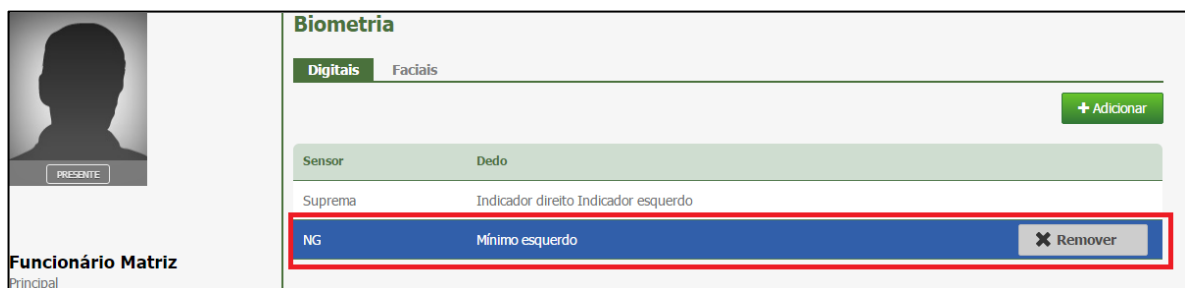 Biometria
Digitais Faciais
+ Adicionar
Sensor Dedo
PRESENTE
Suprema Indicador direito Indicador esquerdo
NG Mínimo esquerdo Remover
Funcionário Matriz
Principal